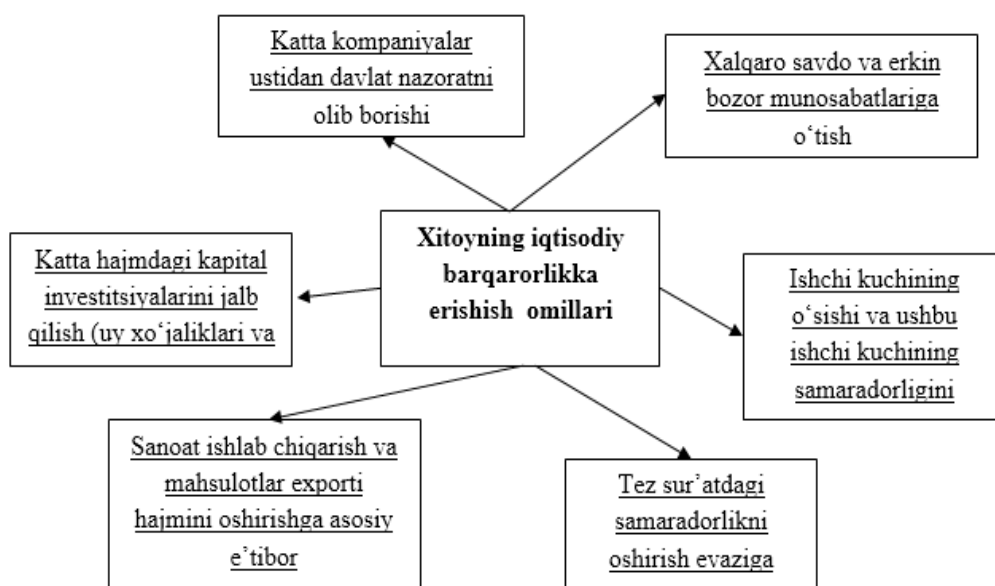 Katta kompaniyalar
ustidan davlat nazoratni
olib borishi
Xalqaro savdo va erkin
bozor munosabatlariga
o‘tish
Xitoyning iqtisodiy
barqarorlikka
erishish omillari
Katta hajmdagi kapital
investitsiyalarini jalb
qilish (uy xo‘jaliklari va
Ishchi kuchining
o‘sishi va ushbu
ishchi kuchining
samaradorligini
Sanoat ishlab chiqarish va
mahsulotlar exporti
hajmini oshirishga asosiy
e’tibor
Tez sur’atdagi
samaradorlikni
oshirish evaziga